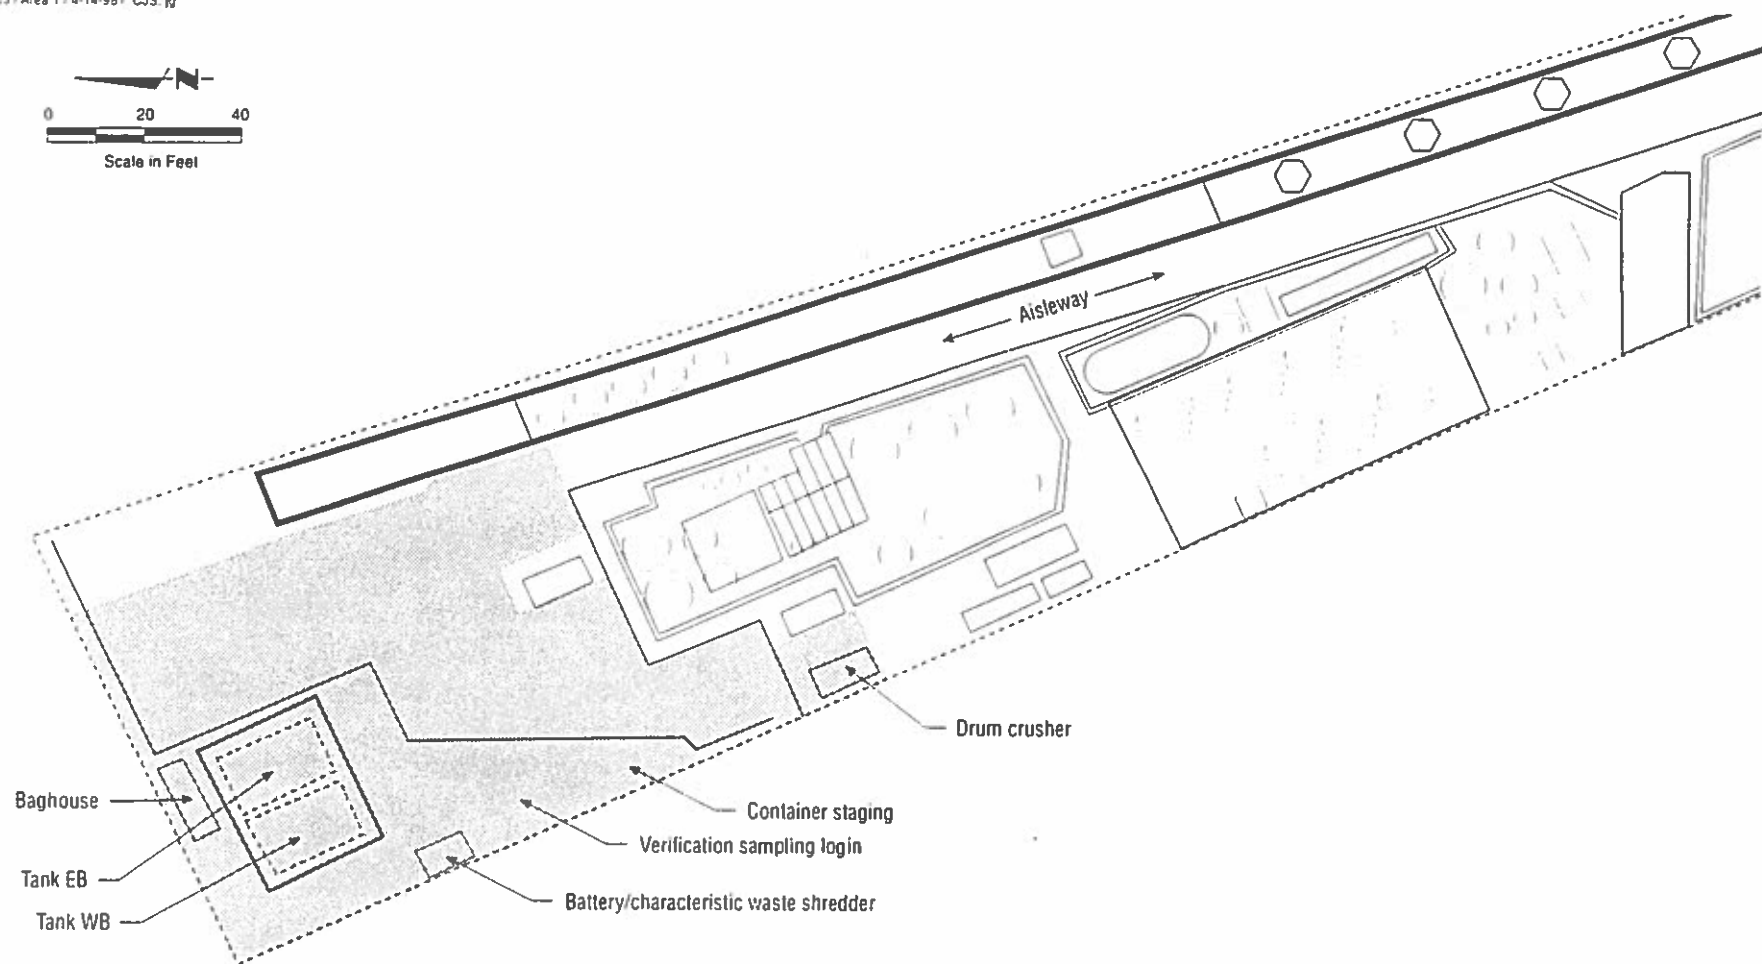 N
0 20 40
Scale in Feet
Aisleway
Drum crusher
Baghouse
Container staging
Verification sampling login
Tank EB
Battery/characteristic waste shredder
Tank WB